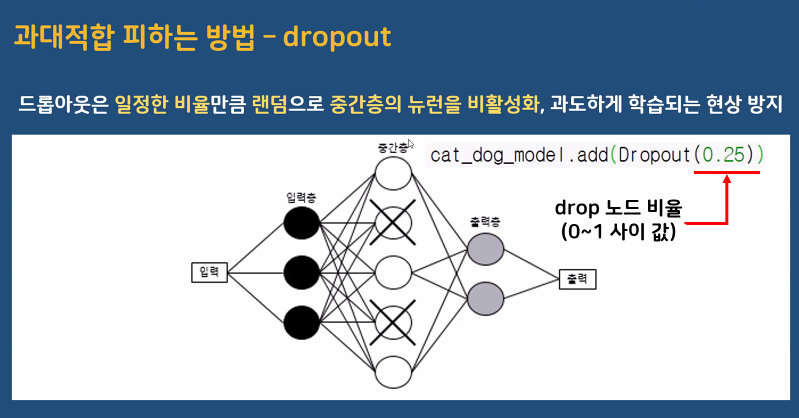 과대적합 피하는 방법 – dropout
드롭아웃은 일정한 비율만큼 랜덤으로 중간층의 뉴런을 비활성화, 과도하게 학습되는 현상 방지
중간층
cat_dog_model.add(Dropout(0.25))
입력층
drop 노드 비율
(0~1 사이 값)
출력층
입력
출력